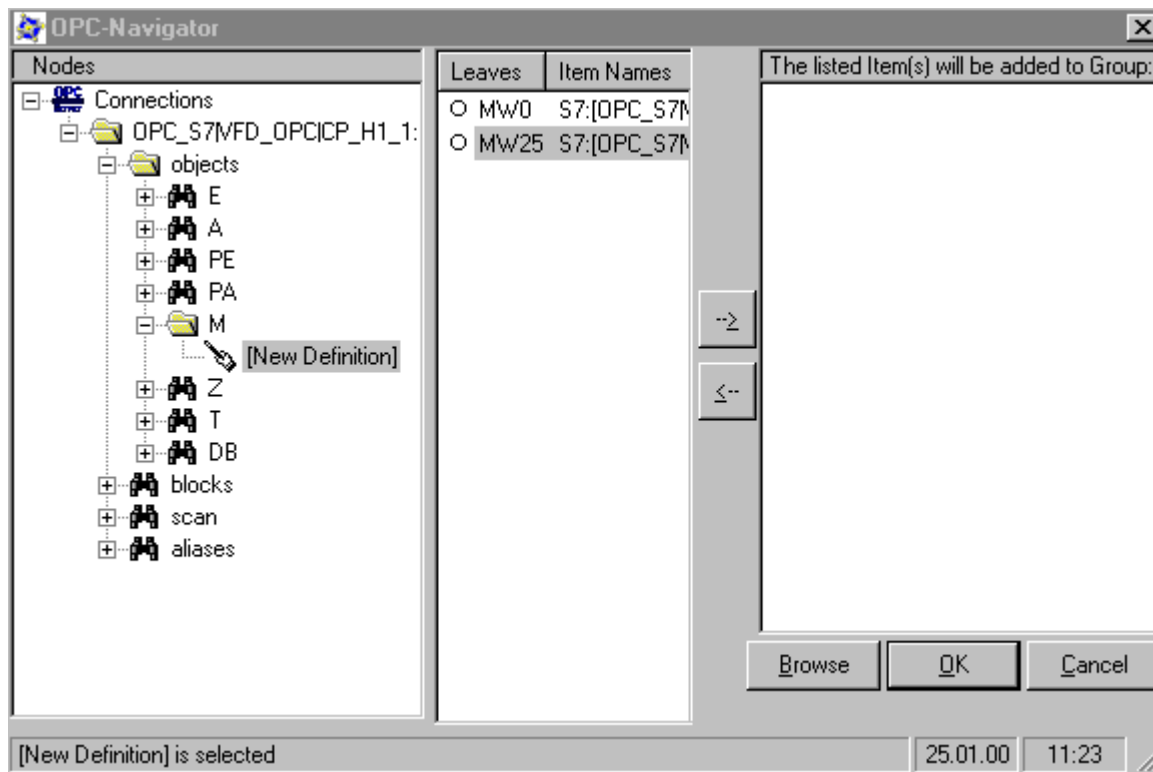 OPC-Navigator
Nodes
Connections
OPC_S7|VFD_OPC|CP_H1_1:
objects
E
A
PE
PA
M
[New Definition]
Z
T
DB
blocks
scan
aliases
Leaves Item Names
MW0 S7:[OPC_S7|
MW25 S7:[OPC_S7|
-->
<--
The listed Item(s) will be added to Group:
Browse OK Cancel
[New Definition] is selected 25.01.00 11:23